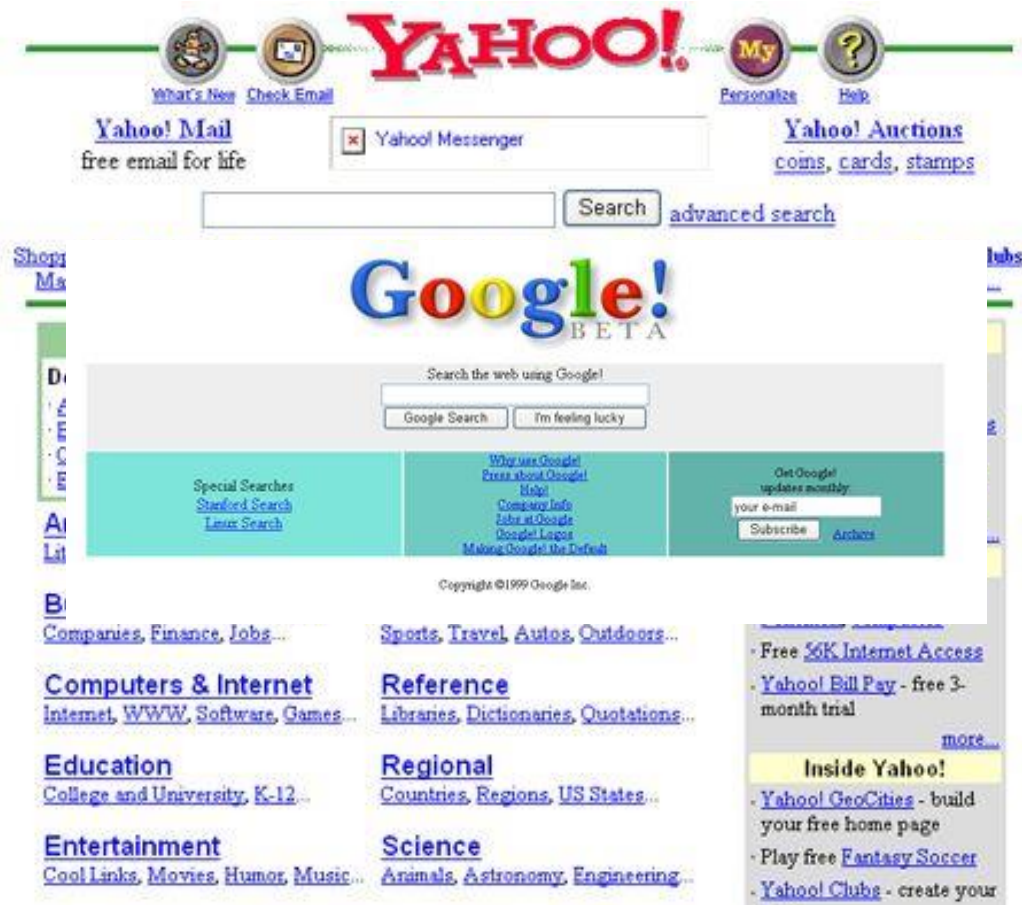 YAHOO!
My
?
What's New
Check Email
Personalize
Help
Yahoo! Mail
free email for life
Yahoo! Messenger
Yahoo! Auctions
coins, cards, stamps
Search
advanced search
Google!
BETA
Search the web using Google!
Google Search
I'm feeling lucky
Special Searches
Stanford Search
Linux Search
Why use Google!
Press about Google!
Help!
Company Info
Jobs at Google
Google! Logos
Making Google! the Default
Get Google!
updates monthly:
your e-mail
Subscribe
Archive
Copyright ©1999 Google Inc.
Companies, Finance, Jobs...
Sports, Travel, Autos, Outdoors...
Computers & Internet
Internet, WWW, Software, Games...
Reference
Libraries, Dictionaries, Quotations...
Education
College and University, K-12...
Regional
Countries, Regions, US States...
Entertainment
Cool Links, Movies, Humor, Music...
Science
Animals, Astronomy, Engineering...
· Free 56K Internet Access
· Yahoo! Bill Pay - free 3-
month trial
more...
Inside Yahoo!
· Yahoo! GeoCities - build
your free home page
· Play free Fantasy Soccer
· Yahoo! Clubs - create your